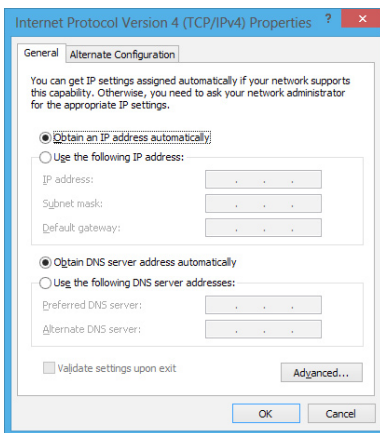 Internet Protocol Version 4 (TCP/IPv4) Properties
General
Alternate Configuration
You can get IP settings assigned automatically if your network supports
this capability. Otherwise, you need to ask your network administrator
for the appropriate IP settings.
Obtain an IP address automatically
Use the following IP address:
IP address:
Subnet mask:
Default gateway:
Obtain DNS server address automatically
Use the following DNS server addresses:
Preferred DNS server:
Alternate DNS server:
Validate settings upon exit
Advanced...
OK
Cancel